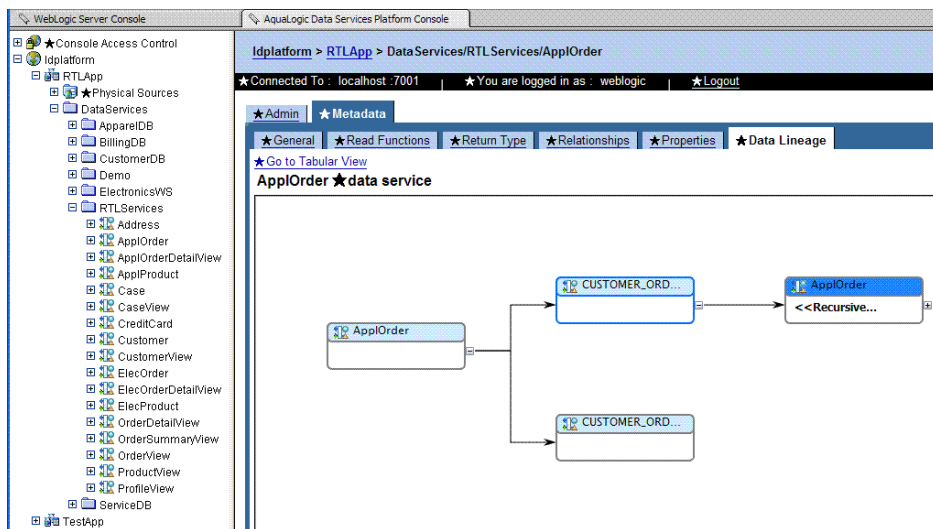 WebLogic Server Console
AquaLogic Data Services Platform Console
★Console Access Control
ldplatform
RTLApp
★Physical Sources
DataServices
ApparelDB
BillingDB
CustomerDB
Demo
ElectronicsWS
RTLServices
Address
ApplOrder
ApplOrderDetailView
ApplProduct
Case
CaseView
CreditCard
Customer
CustomerView
ElecOrder
ElecOrderDetailView
ElecProduct
OrderDetailView
OrderSummaryView
OrderView
ProductView
ProfileView
ServiceDB
TestApp
ldplatform > RTLApp > DataServices/RTLServices/ApplOrder
★Connected To : localhost :7001 ★You are logged in as : weblogic ★Logout
★Admin ★Metadata
★General ★Read Functions ★Return Type ★Relationships ★Properties ★Data Lineage
★Go to Tabular View
ApplOrder ★data service
CUSTOMER_ORD...
ApplOrder
<<Recursive...
ApplOrder
CUSTOMER_ORD...